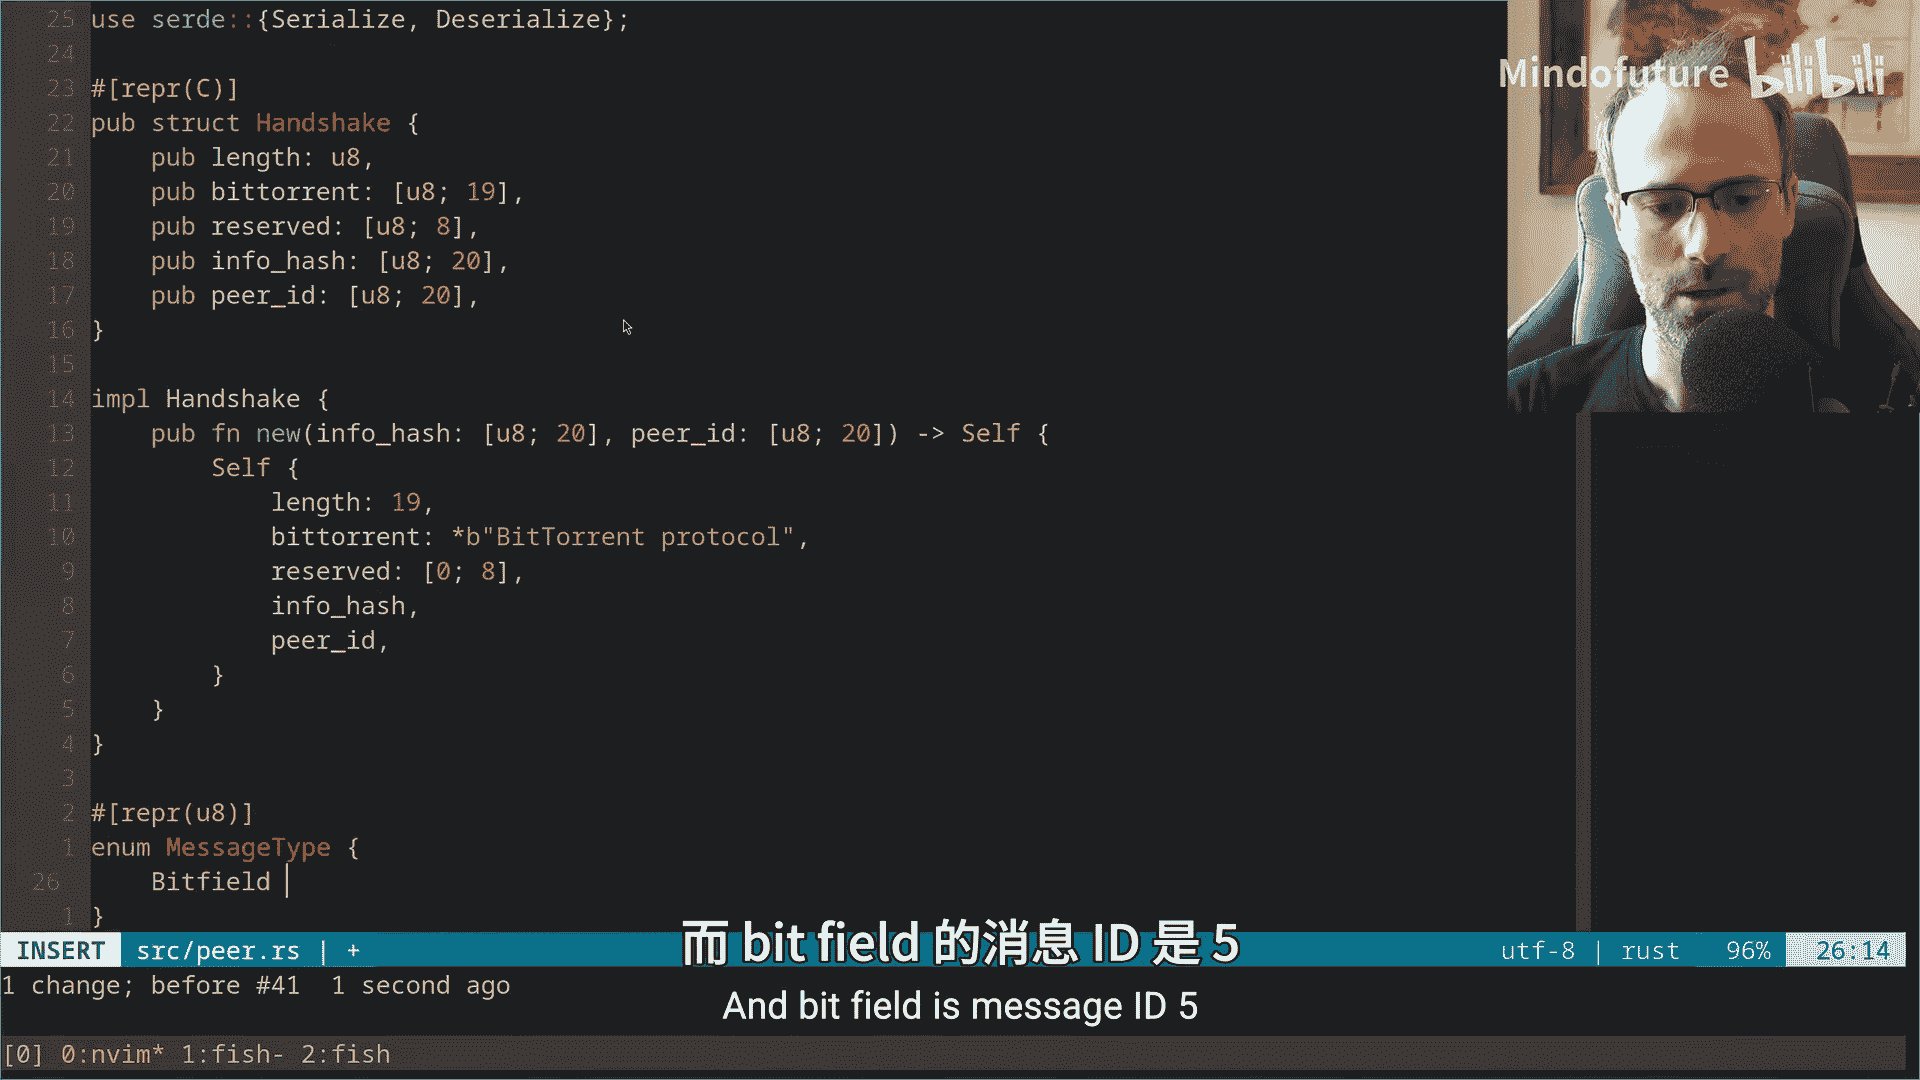 25 use serde::{Serialize, Deserialize};
24
23 #[repr(C)]
22 pub struct Handshake {
21     pub length: u8,
20     pub bittorrent: [u8; 19],
19     pub reserved: [u8; 8],
18     pub info_hash: [u8; 20],
17     pub peer_id: [u8; 20],
16 }
15
14 impl Handshake {
13     pub fn new(info_hash: [u8; 20], peer_id: [u8; 20]) -> Self {
12         Self {
11             length: 19,
10             bittorrent: *b"BitTorrent protocol",
9             reserved: [0; 8],
8             info_hash,
7             peer_id,
6         }
5     }
4 }
3
2 #[repr(u8)]
1 enum MessageType {
26     Bitfield
1 }
Mindofuture bilibili
而 bit field 的消息 ID 是 5
INSERT src/peer.rs | + utf-8 | rust 96% 26:14
1 change; before #41 1 second ago
And bit field is message ID 5
[0] 0:nvim* 1:fish- 2:fish